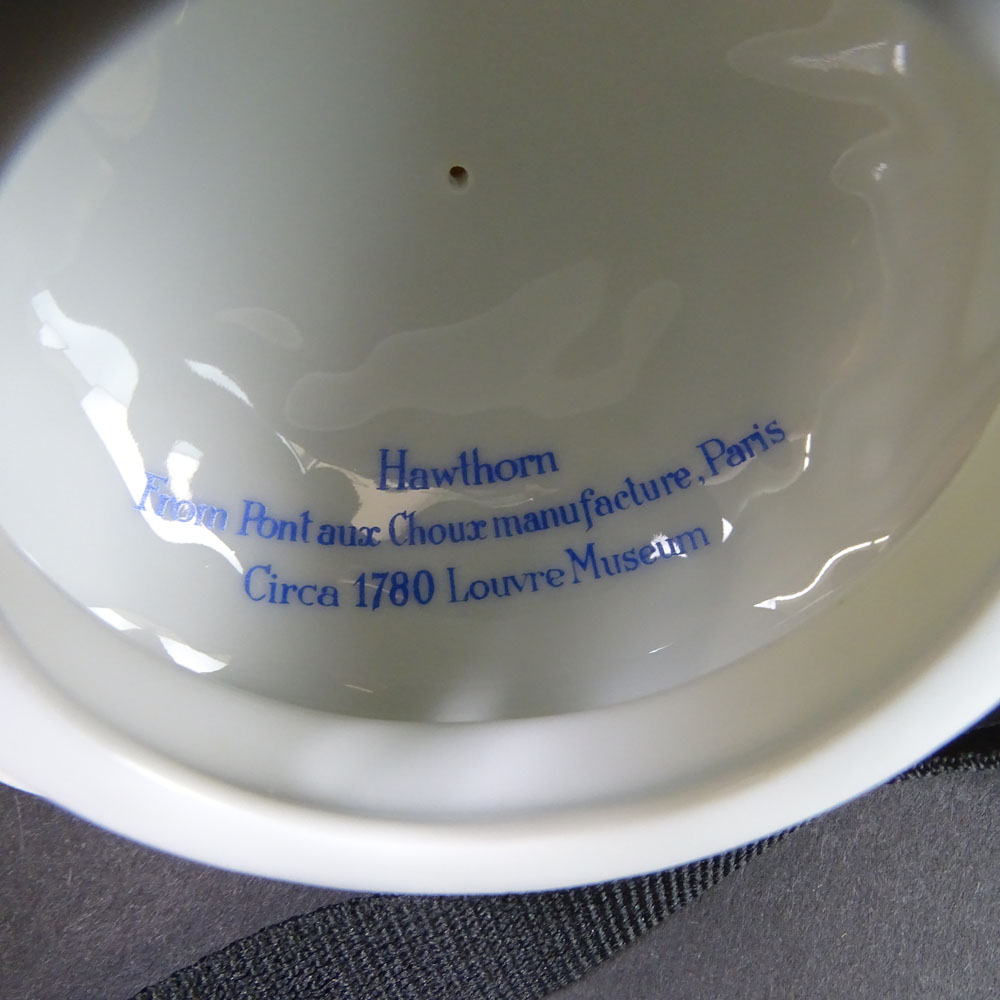 Hawthorn
From Pont aux Choux manufacture, Paris
Circa 1780 Louvre Museum